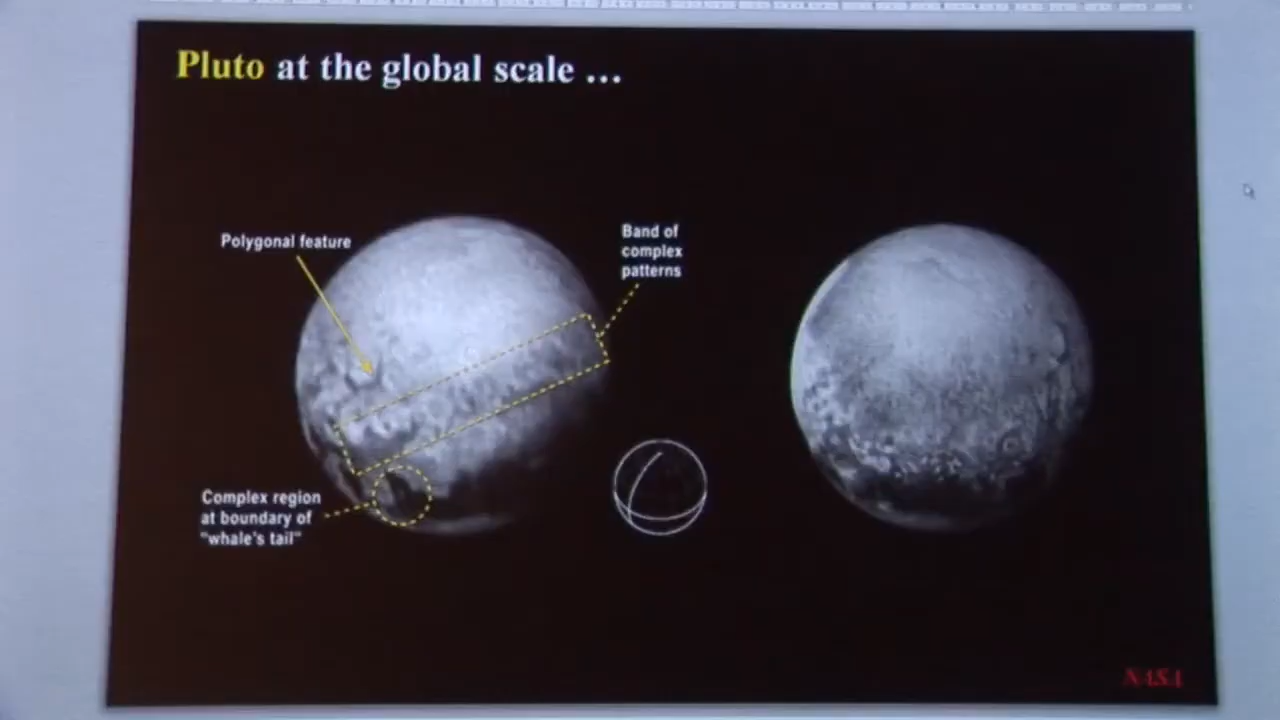 Pluto at the global scale ...
Polygonal feature
Band of
complex
patterns
Complex region
at boundary of
"whale's tail"
NASA